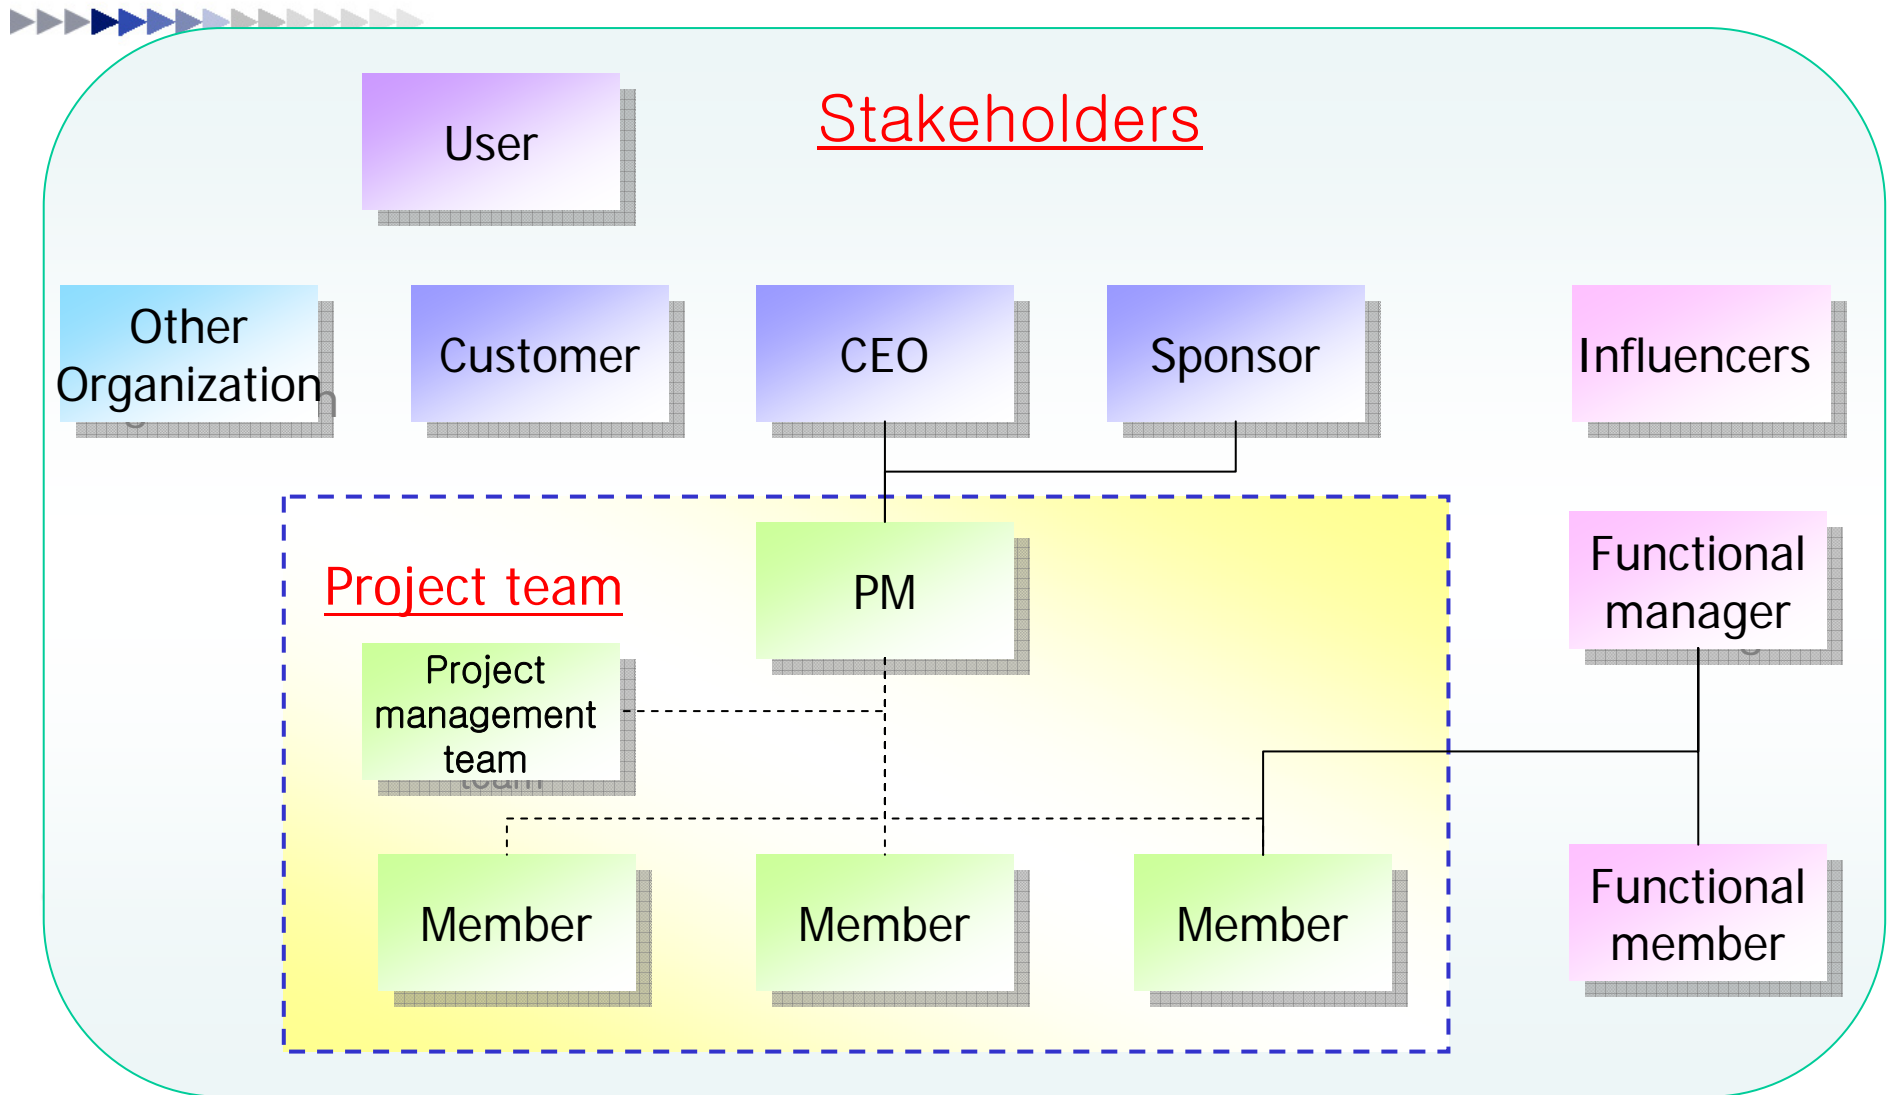 Stakeholders
User
Other
Organization
Customer
CEO
Sponsor
Influencers
Project team
PM
Functional
manager
Project
management
team
Member
Member
Member
Functional
member